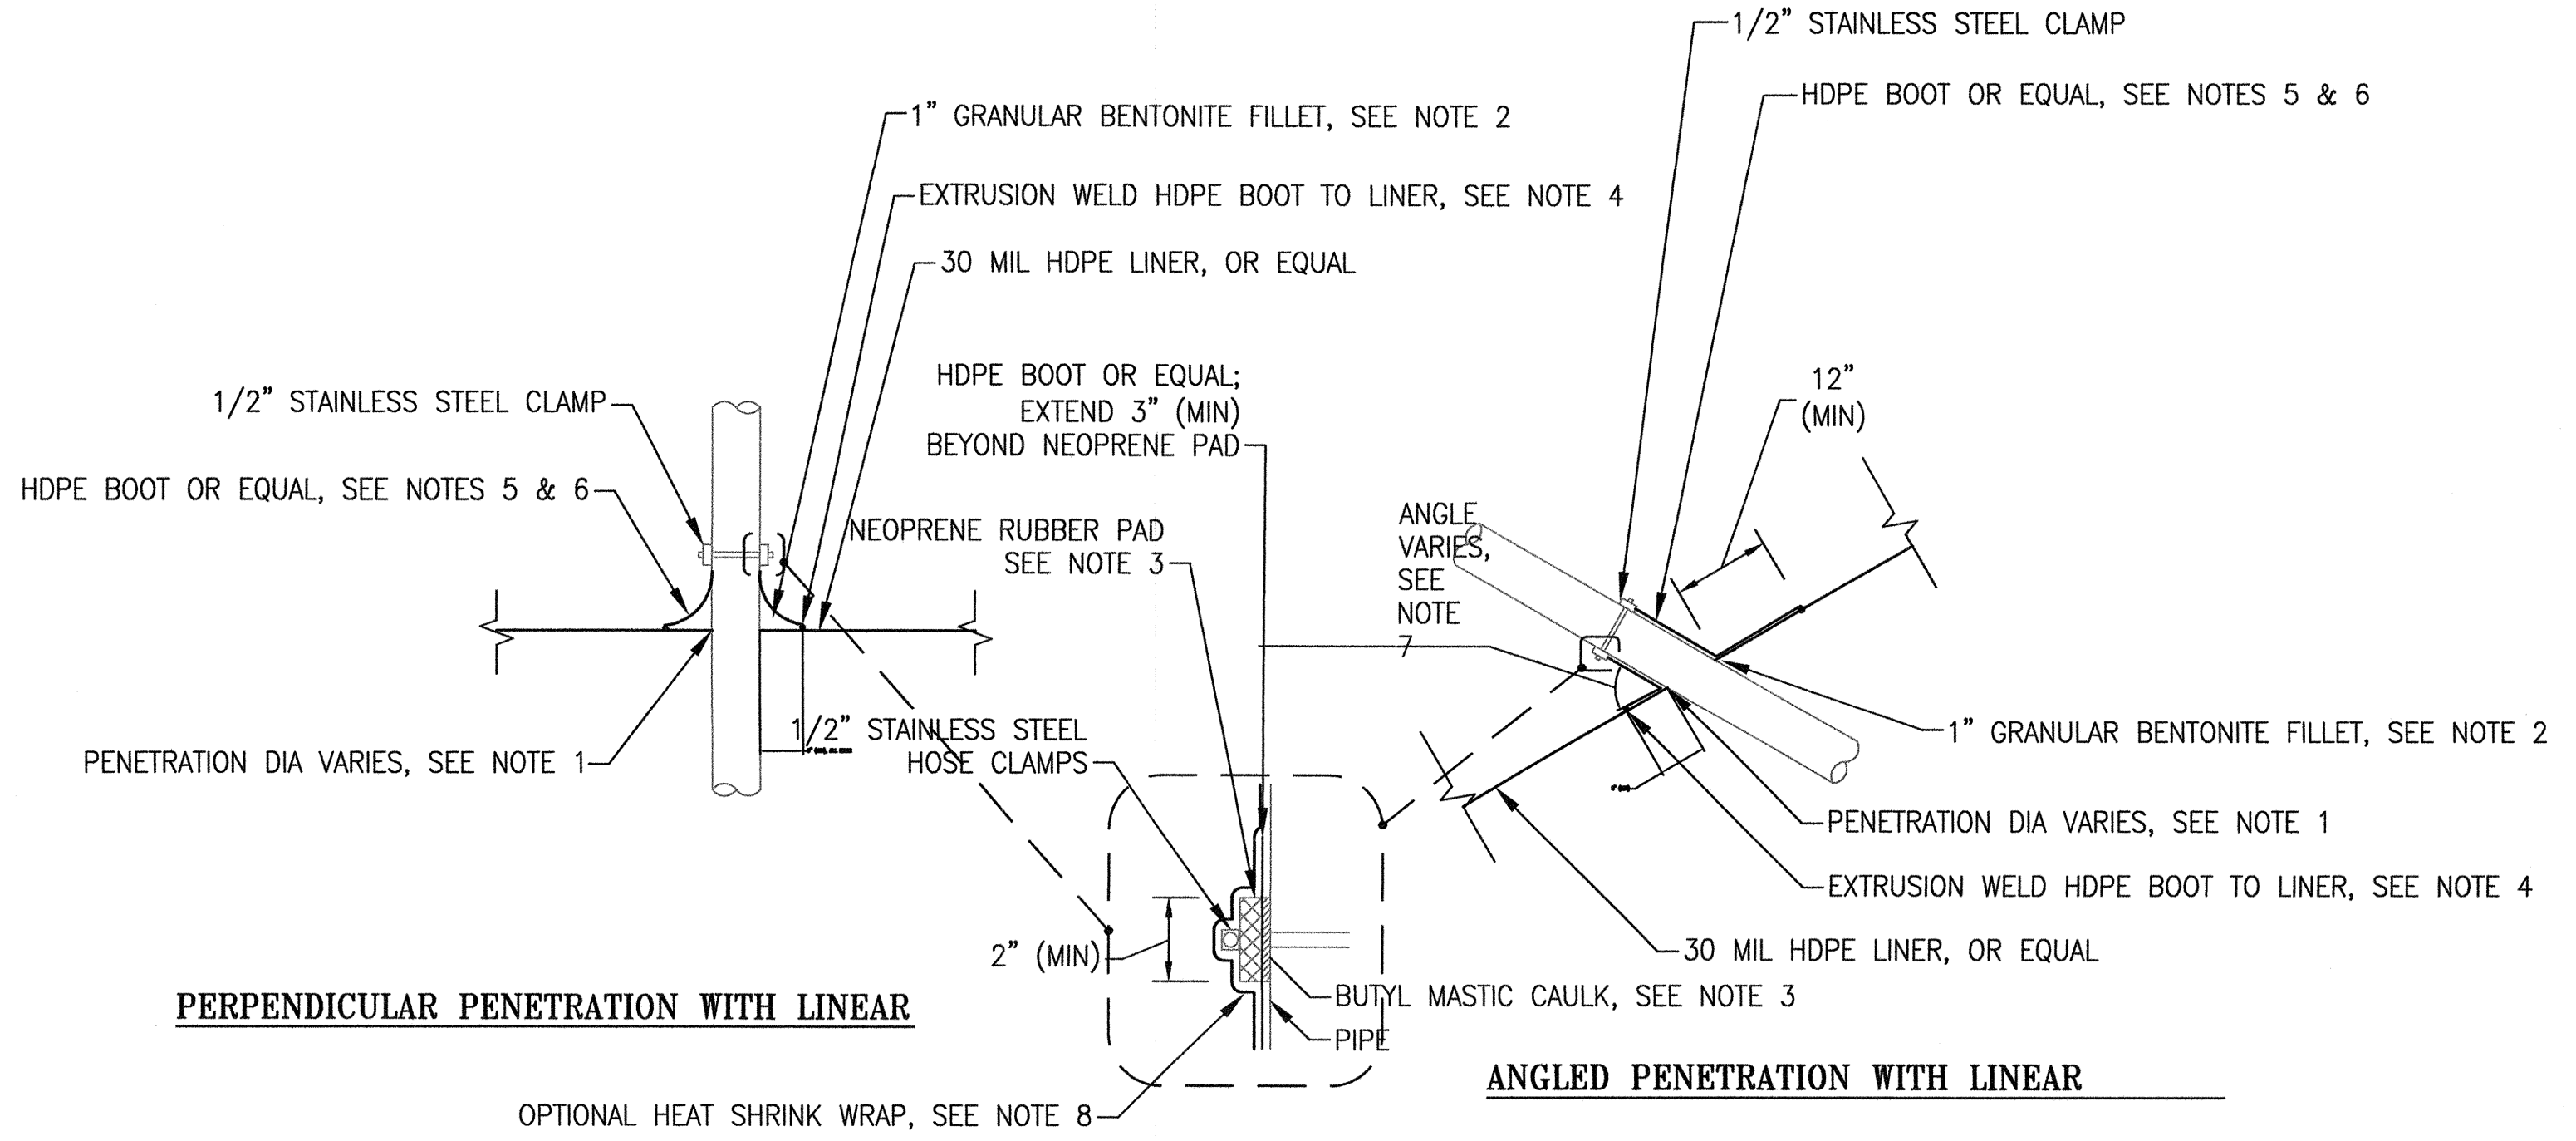 1/2” STAINLESS STEEL CLAMP
HDPE BOOT OR EQUAL, SEE NOTES 5 & 6
1” GRANULAR BENTONITE FILLET, SEE NOTE 2
EXTRUSION WELD HDPE BOOT TO LINER, SEE NOTE 4
30 MIL HDPE LINER, OR EQUAL
HDPE BOOT OR EQUAL;
EXTEND 3” (MIN)
BEYOND NEOPRENE PAD
12”
(MIN)
1/2” STAINLESS STEEL CLAMP
HDPE BOOT OR EQUAL, SEE NOTES 5 & 6
NEOPRENE RUBBER PAD
SEE NOTE 3
ANGLE
VARIES,
SEE
NOTE
7
1/2” STAINLESS STEEL
HOSE CLAMPS
PENETRATION DIA VARIES, SEE NOTE 1
1” GRANULAR BENTONITE FILLET, SEE NOTE 2
PENETRATION DIA VARIES, SEE NOTE 1
EXTRUSION WELD HDPE BOOT TO LINER, SEE NOTE 4
30 MIL HDPE LINER, OR EQUAL
2” (MIN)
BUTYL MASTIC CAULK, SEE NOTE 3
PIPE
PERPENDICULAR PENETRATION WITH LINEAR
ANGLED PENETRATION WITH LINEAR
OPTIONAL HEAT SHRINK WRAP, SEE NOTE 8